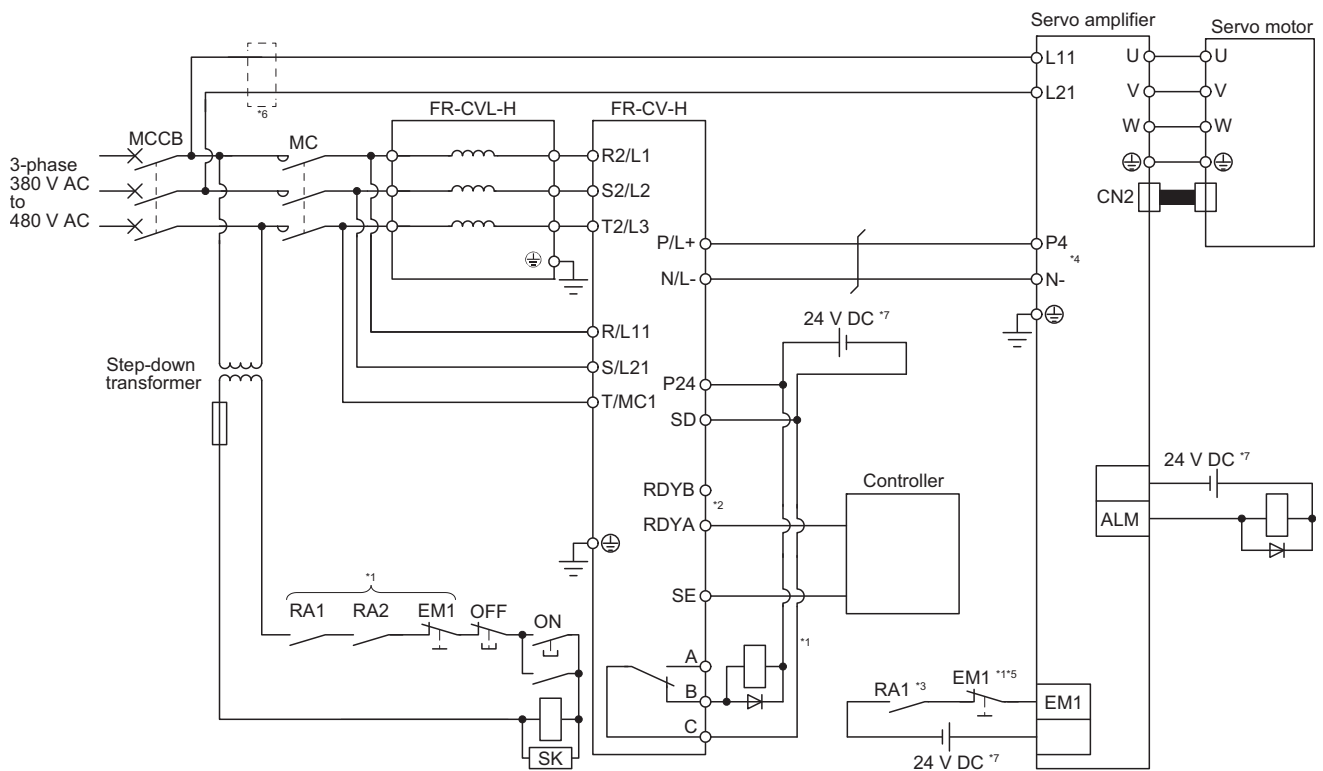 Servo amplifier
Servo motor
L11
U
U
L21
V
V
*6
FR-CVL-H
FR-CV-H
W
W
MCCB
MC
3-phase
380 V AC
to
480 V AC
R2/L1
S2/L2
T2/L3
CN2
P/L+
P4
*4
N/L-
N-
R/L11
24 V DC *7
Step-down
transformer
S/L21
P24
T/MC1
SD
24 V DC *7
RDYB
*2
Controller
RDYA
ALM
*1
RA1
RA2
EM1
OFF
ON
SE
*1
A
B
C
RA1 *3
EM1 *1*5
EM1
SK
24 V DC *7